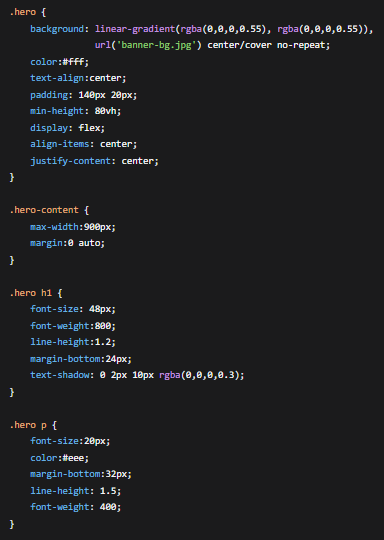 .hero {
    background: linear-gradient(rgba(0,0,0,0.55), rgba(0,0,0,0.55)),
                url('banner-bg.jpg') center/cover no-repeat;
    color:#fff;
    text-align:center;
    padding: 140px 20px;
    min-height: 80vh;
    display: flex;
    align-items: center;
    justify-content: center;
}

.hero-content {
    max-width:900px;
    margin:0 auto;
}

.hero h1 {
    font-size: 48px;
    font-weight:800;
    line-height:1.2;
    margin-bottom:24px;
    text-shadow: 0 2px 10px rgba(0,0,0,0.3);
}

.hero p {
    font-size:20px;
    color:#eee;
    margin-bottom:32px;
    line-height: 1.5;
    font-weight: 400;
}